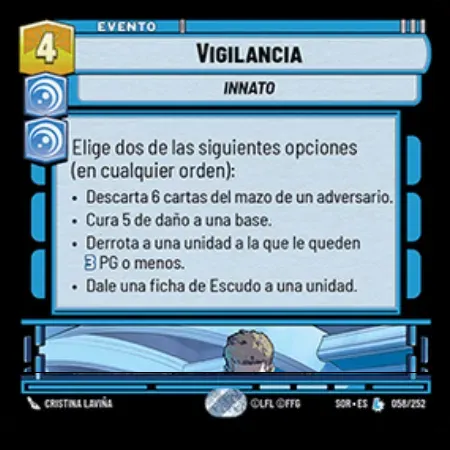 EVENTO
4
VIGILANCIA
INNATO
Elige dos de las siguientes opciones
(en cualquier orden):
• Descarta 6 cartas del mazo de un adversario.
• Cura 5 de daño a una base.
• Derrota a una unidad a la que le queden
3 PG o menos.
• Dale una ficha de Escudo a una unidad.
CRISTINA LAVIÑA
©LFL ©FFG
SOR • ES
058/252